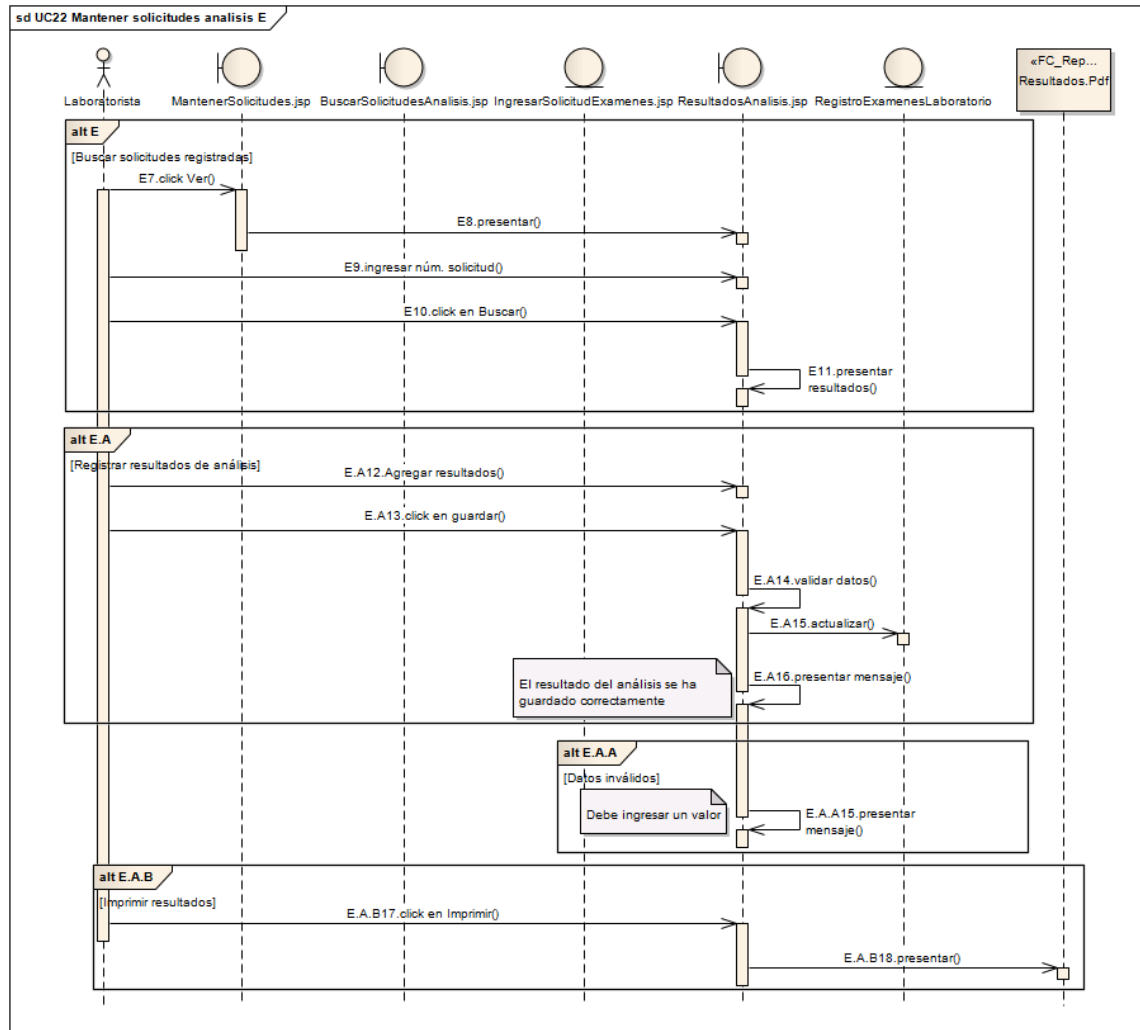 sd UC22 Mantener solicitudes analisis E
«FC_Rep...
Resultados.Pdf
Laboratorista
MantenerSolicitudes.jsp
BuscarSolicitudesAnalisis.jsp
IngresarSolicitudExamenes.jsp
ResultadosAnalisis.jsp
RegistroExamenesLaboratorio
alt E
[Buscar solicitudes registradas]
E7.click Ver()
E8.presentar()
E9.ingresar núm. solicitud()
E10.click en Buscar()
E11.presentar
resultados()
alt E.A
[Registrar resultados de análisis]
E.A12.Agregar resultados()
E.A13.click en guardar()
E.A14.validar datos()
E.A15.actualizar()
E.A16.presentar mensaje()
El resultado del análisis se ha
guardado correctamente
alt E.A.A
[Datos inválidos]
Debe ingresar un valor
E.A.A15.presentar
mensaje()
alt E.A.B
[Imprimir resultados]
E.A.B17.click en Imprimir()
E.A.B18.presentar()